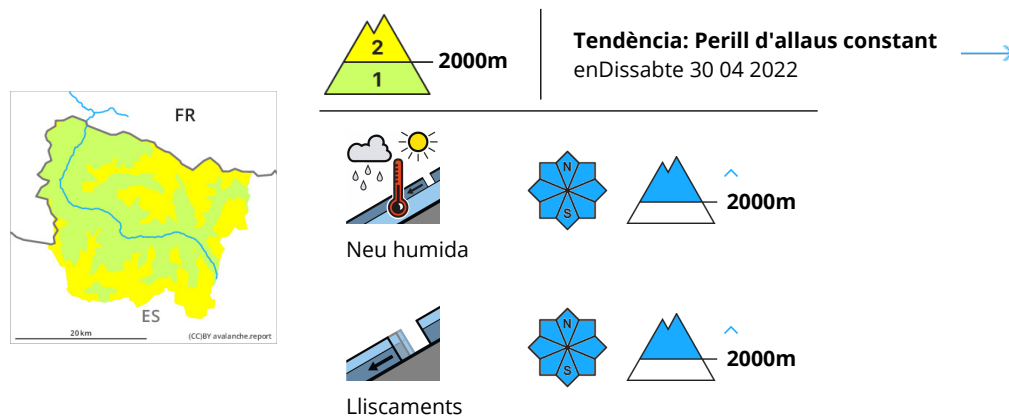 2
1
2000m
Tendència: Perill d'allaus constant
enDissabte 30 04 2022
FR
ES
20 km
(CC)BY avalanche.report
N
S
2000m
Neu humida
N
S
2000m
Lliscaments